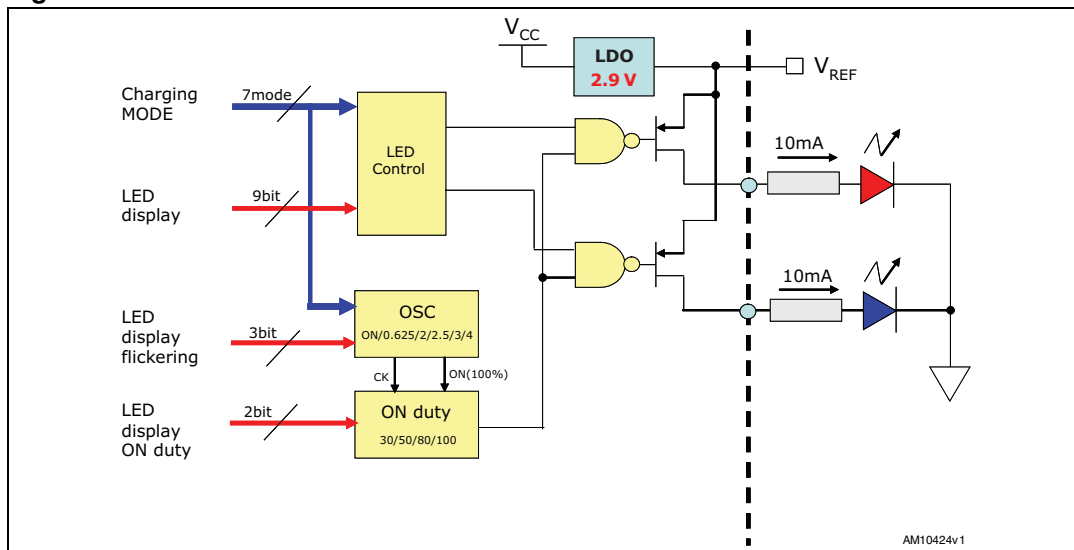 V_CC
LDO
2.9 V
V_REF
Charging
MODE
7mode
LED
Control
10mA
LED
display
9bit
10mA
LED
display
flickering
3bit
OSC
ON/0.625/2/2.5/3/4
CK
ON(100%)
LED
display
ON duty
2bit
ON duty
30/50/80/100
AM10424v1